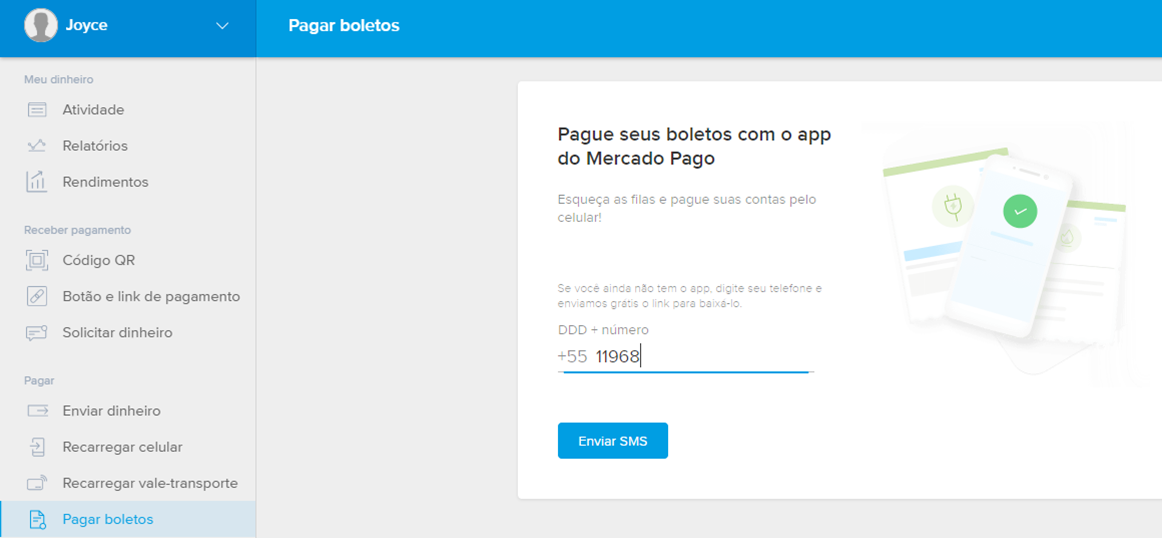 Joyce
Pagar boletos
Meu dinheiro
Atividade
Relatórios
Rendimentos
Receber pagamento
Código QR
Botão e link de pagamento
Solicitar dinheiro
Pagar
Enviar dinheiro
Recarregar celular
Recarregar vale-transporte
Pagar boletos
Pague seus boletos com o app
do Mercado Pago
Esqueça as filas e pague suas contas pelo
celular!
Se você ainda não tem o app, digite seu telefone e
enviamos grátis o link para baixá-lo.
DDD + número
+55 11968
Enviar SMS